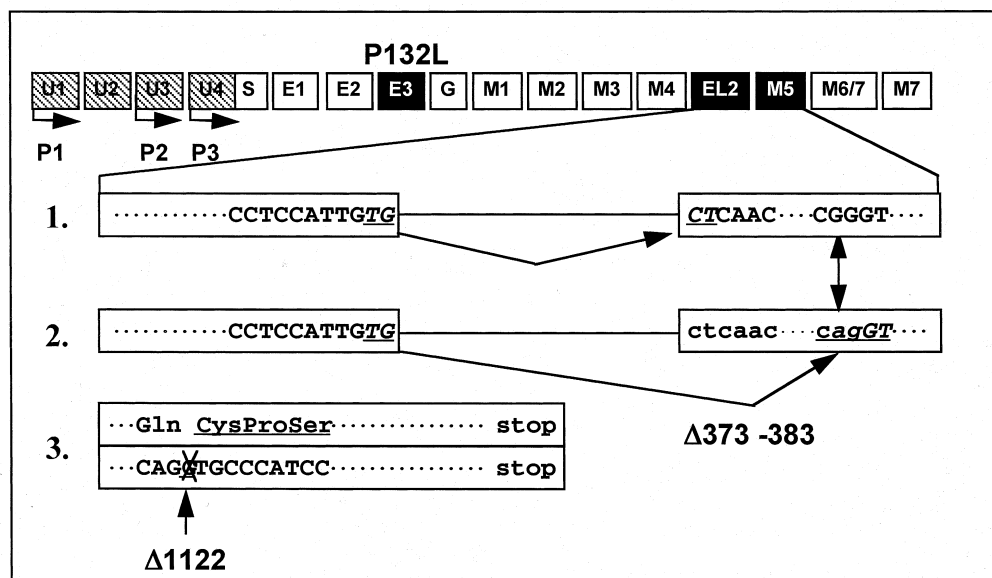 P132L
U1 U2 U3 U4 S E1 E2 E3 G M1 M2 M3 M4 EL2 M5 M6/7 M7
P1 P2 P3
1. ············CCTCCATTGTG CTCAAC····CGGGT····
2. ············CCTCCATTGTG ctcaac····cagGT····
Δ373 -383
3. ···Gln CysProSer················ stop
···CAGGTGCCCATCC················ stop
Δ1122